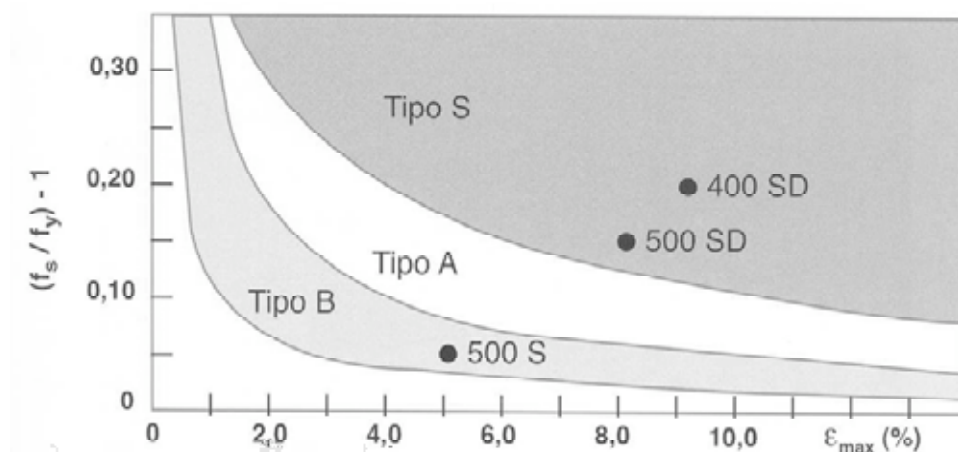 0,30
Tipo S
0,20
400 SD
500 SD
Tipo A
0,10
Tipo B
500 S
0
(fs / fy) - 1
0 2,0 4,0 6,0 8,0 10,0 εmax (%)